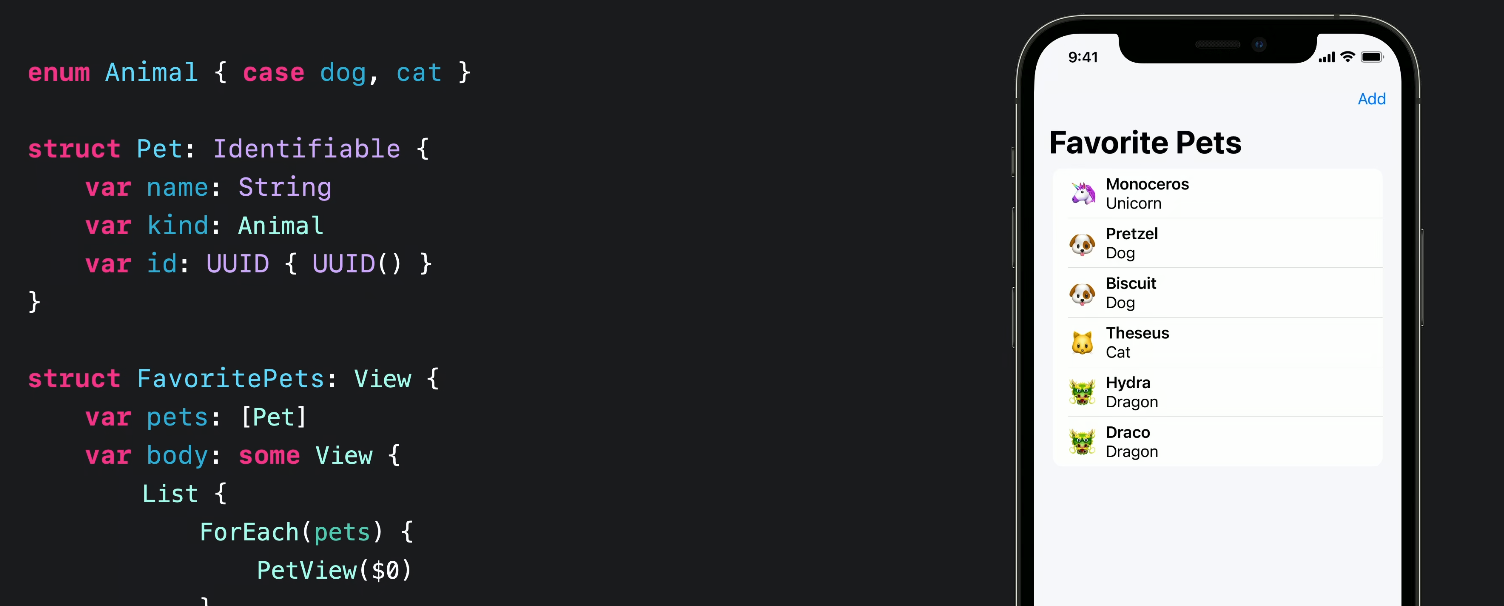 enum Animal { case dog, cat }
struct Pet: Identifiable {
var name: String
var kind: Animal
var id: UUID { UUID() }
}
struct FavoritePets: View {
var pets: [Pet]
var body: some View {
List {
ForEach(pets) {
PetView($0)
}
9:41
Add
Favorite Pets
Monoceros
Unicorn
Pretzel
Dog
Biscuit
Dog
Theseus
Cat
Hydra
Dragon
Draco
Dragon